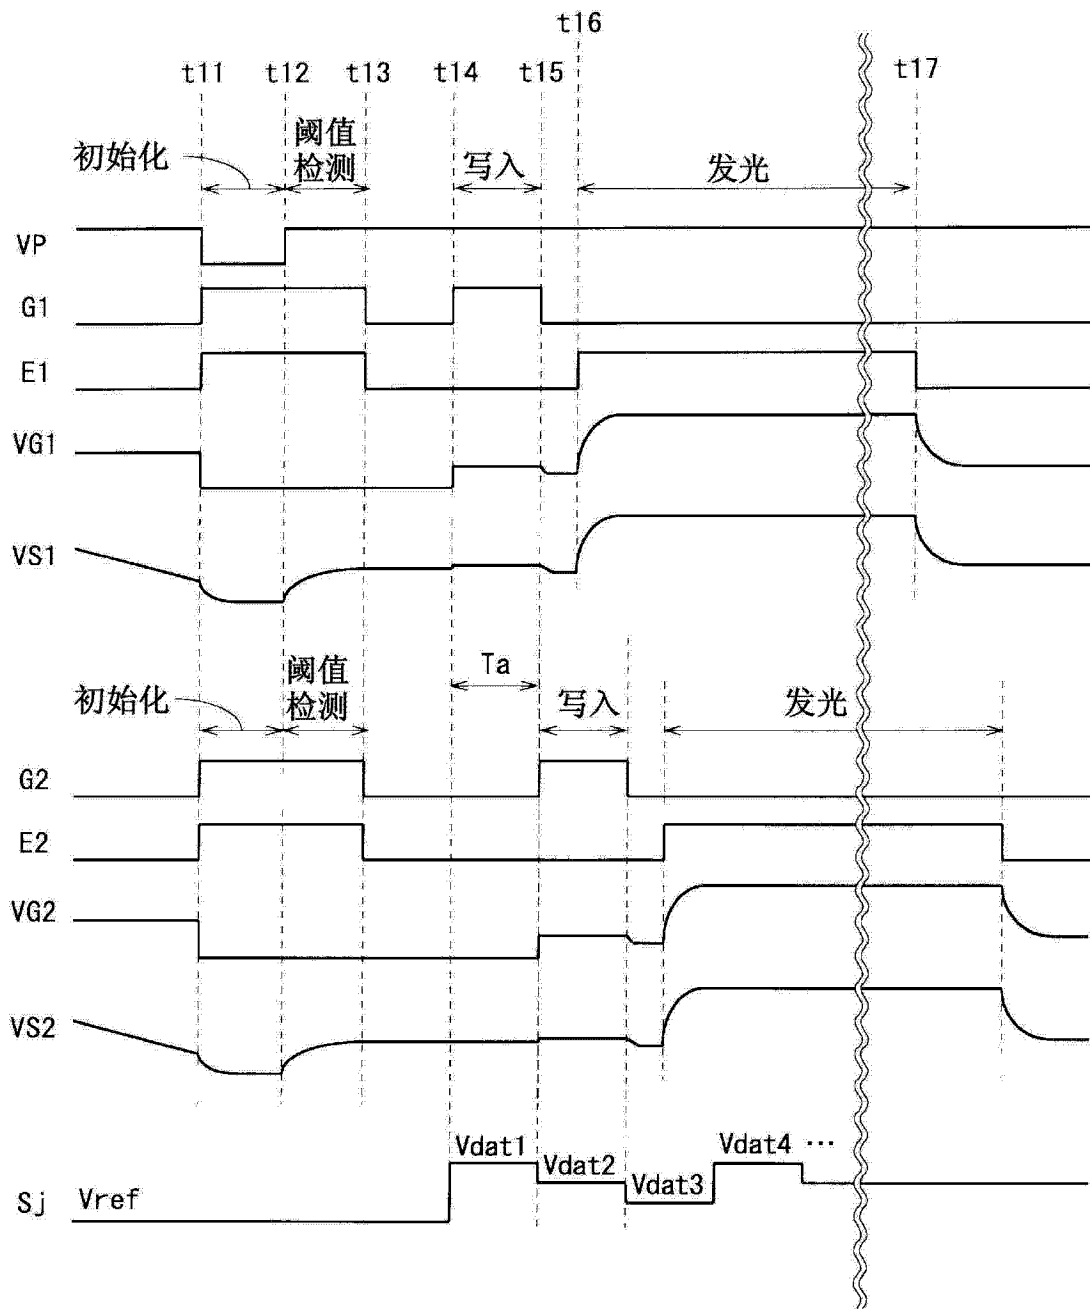 t16
t11 t12 t13 t14 t15 t17
阈值
初始化 检测 写入 发光
VP
G1
E1
VG1
VS1
阈值 Ta
初始化 检测 写入 发光
G2
E2
VG2
VS2
Vdat1 Vdat2 Vdat3 Vdat4 …
Sj Vref